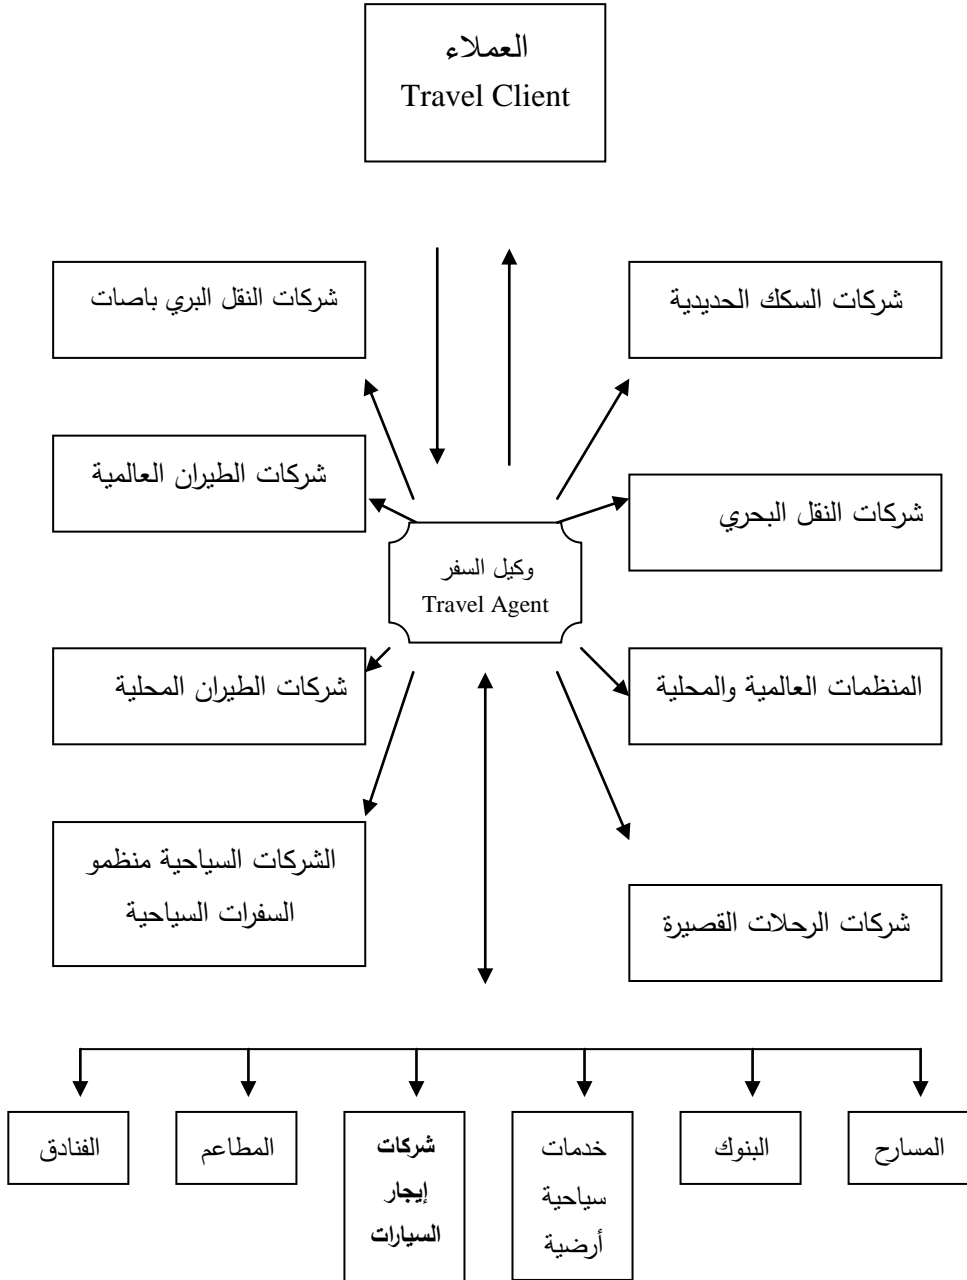 العملاء
Travel Client
شركات السكك الحديدية
شركات النقل البري باصات
شركات الطيران العالمية
شركات النقل البحري
وكيل السفر
Travel Agent
المنظمات العالمية والمحلية
شركات الطيران المحلية
الشركات السياحية منظمو
السفرات السياحية
شركات الرحلات القصيرة
المسارح
البنوك
خدمات
سياحية
أرضية
شركات
إيجار
السيارات
المطاعم
الفنادق